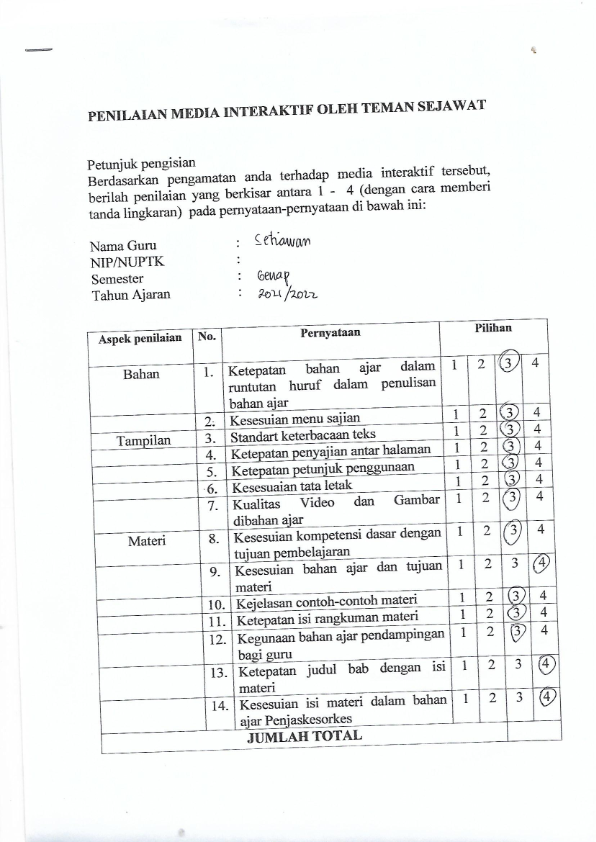 PENILAIAN MEDIA INTERAKTIF OLEH TEMAN SEJAWAT
Petunjuk pengisian
Berdasarkan pengamatan anda terhadap media interaktif tersebut,
berilah penilaian yang berkisar antara 1 - 4 (dengan cara memberi
tanda lingkaran) pada pernyataan-pernyataan di bawah ini:
Nama Guru : Setiawan
NIP/NUPTK :
Semester : Genap
Tahun Ajaran : 2021/2022
Aspek penilaian No. Pernyataan Pilihan
Bahan 1. Ketepatan bahan ajar dalam 1 2 3 4
runtutan huruf dalam penulisan
bahan ajar
2. Kesesuian menu sajian 1 2 3 4
Tampilan 3. Standart keterbacaan teks 1 2 3 4
4. Ketepatan penyajian antar halaman 1 2 3 4
5. Ketepatan petunjuk penggunaan 1 2 3 4
6. Kesesuaian tata letak 1 2 3 4
7. Kualitas Video dan Gambar 1 2 3 4
dibahan ajar
Materi 8. Kesesuian kompetensi dasar dengan 1 2 3 4
tujuan pembelajaran
9. Kesesuian bahan ajar dan tujuan 1 2 3 4
materi
10. Kejelasan contoh-contoh materi 1 2 3 4
11. Ketepatan isi rangkuman materi 1 2 3 4
12. Kegunaan bahan ajar pendampingan 1 2 3 4
bagi guru
13. Ketepatan judul bab dengan isi 1 2 3 4
materi
14. Kesesuian isi materi dalam bahan 1 2 3 4
ajar Penjaskesorkes
JUMLAH TOTAL